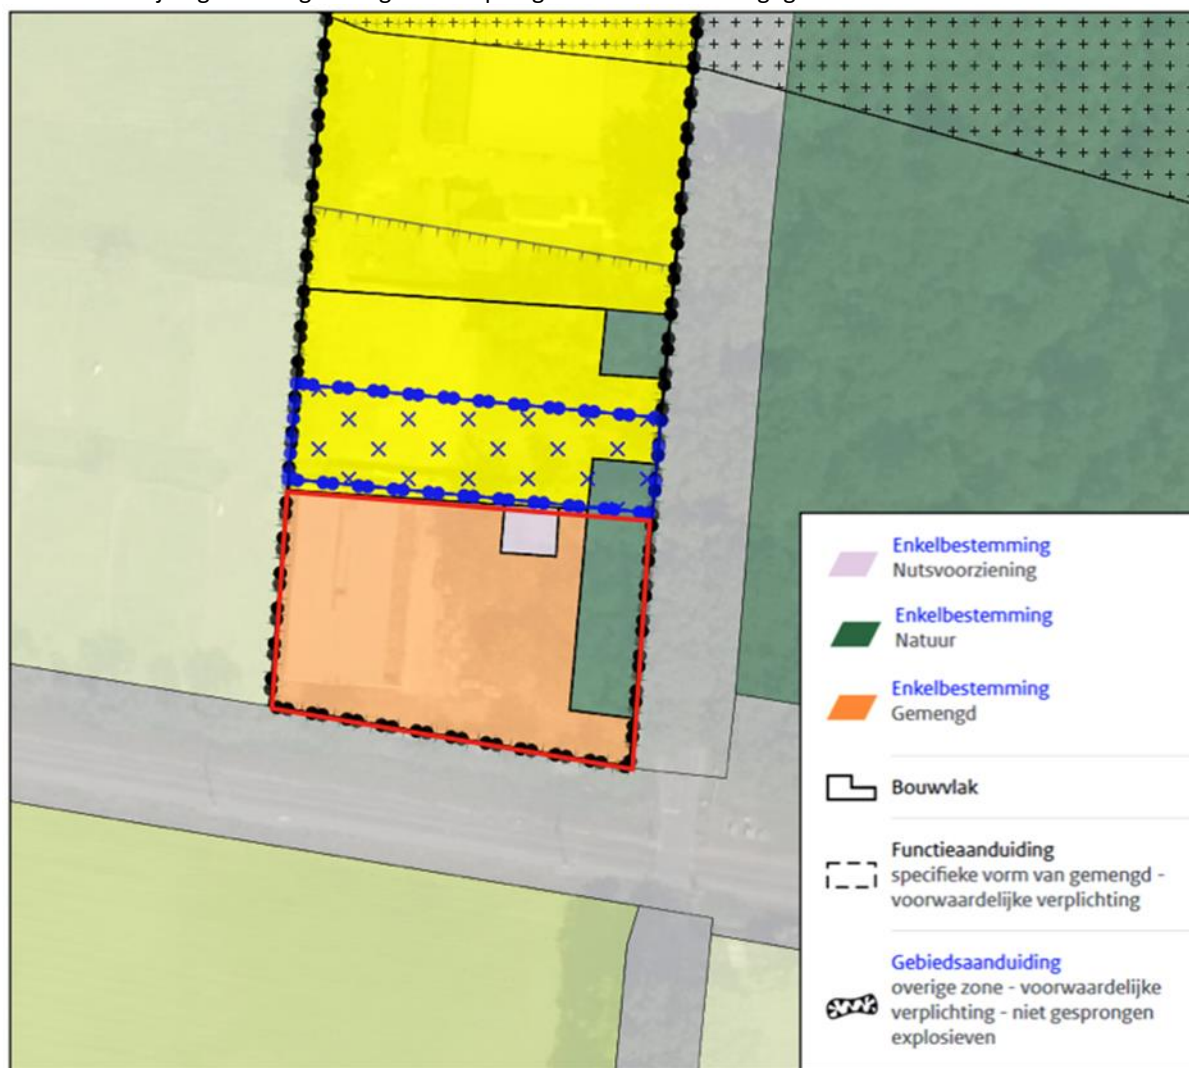 Enkelbestemming
Nutsvoorziening
Enkelbestemming
Natuur
Enkelbestemming
Gemengd
Bouwvlak
Functieaanduiding
specifieke vorm van gemengd -
voorwaardelijke verplichting
Gebiedsaanduiding
overige zone - voorwaardelijke
verplichting - niet gesprongen
explosieven